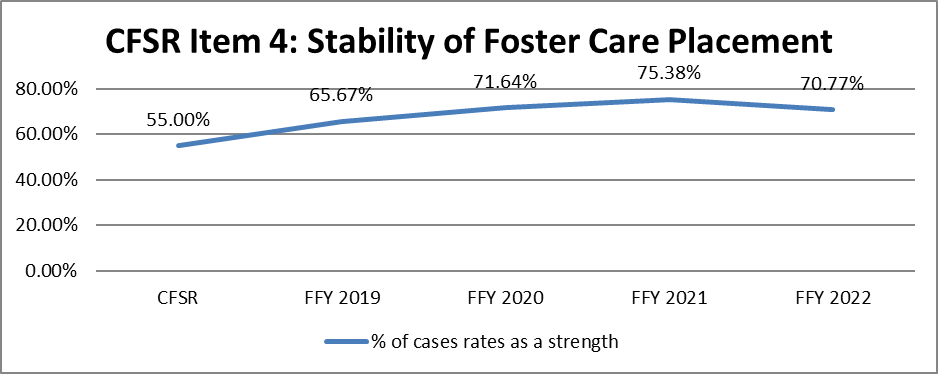 CFSR Item 4: Stability of Foster Care Placement
80.00%
60.00%
40.00%
20.00%
0.00%
55.00%
65.67%
71.64%
75.38%
70.77%
CFSR
FFY 2019
FFY 2020
FFY 2021
FFY 2022
% of cases rates as a strength